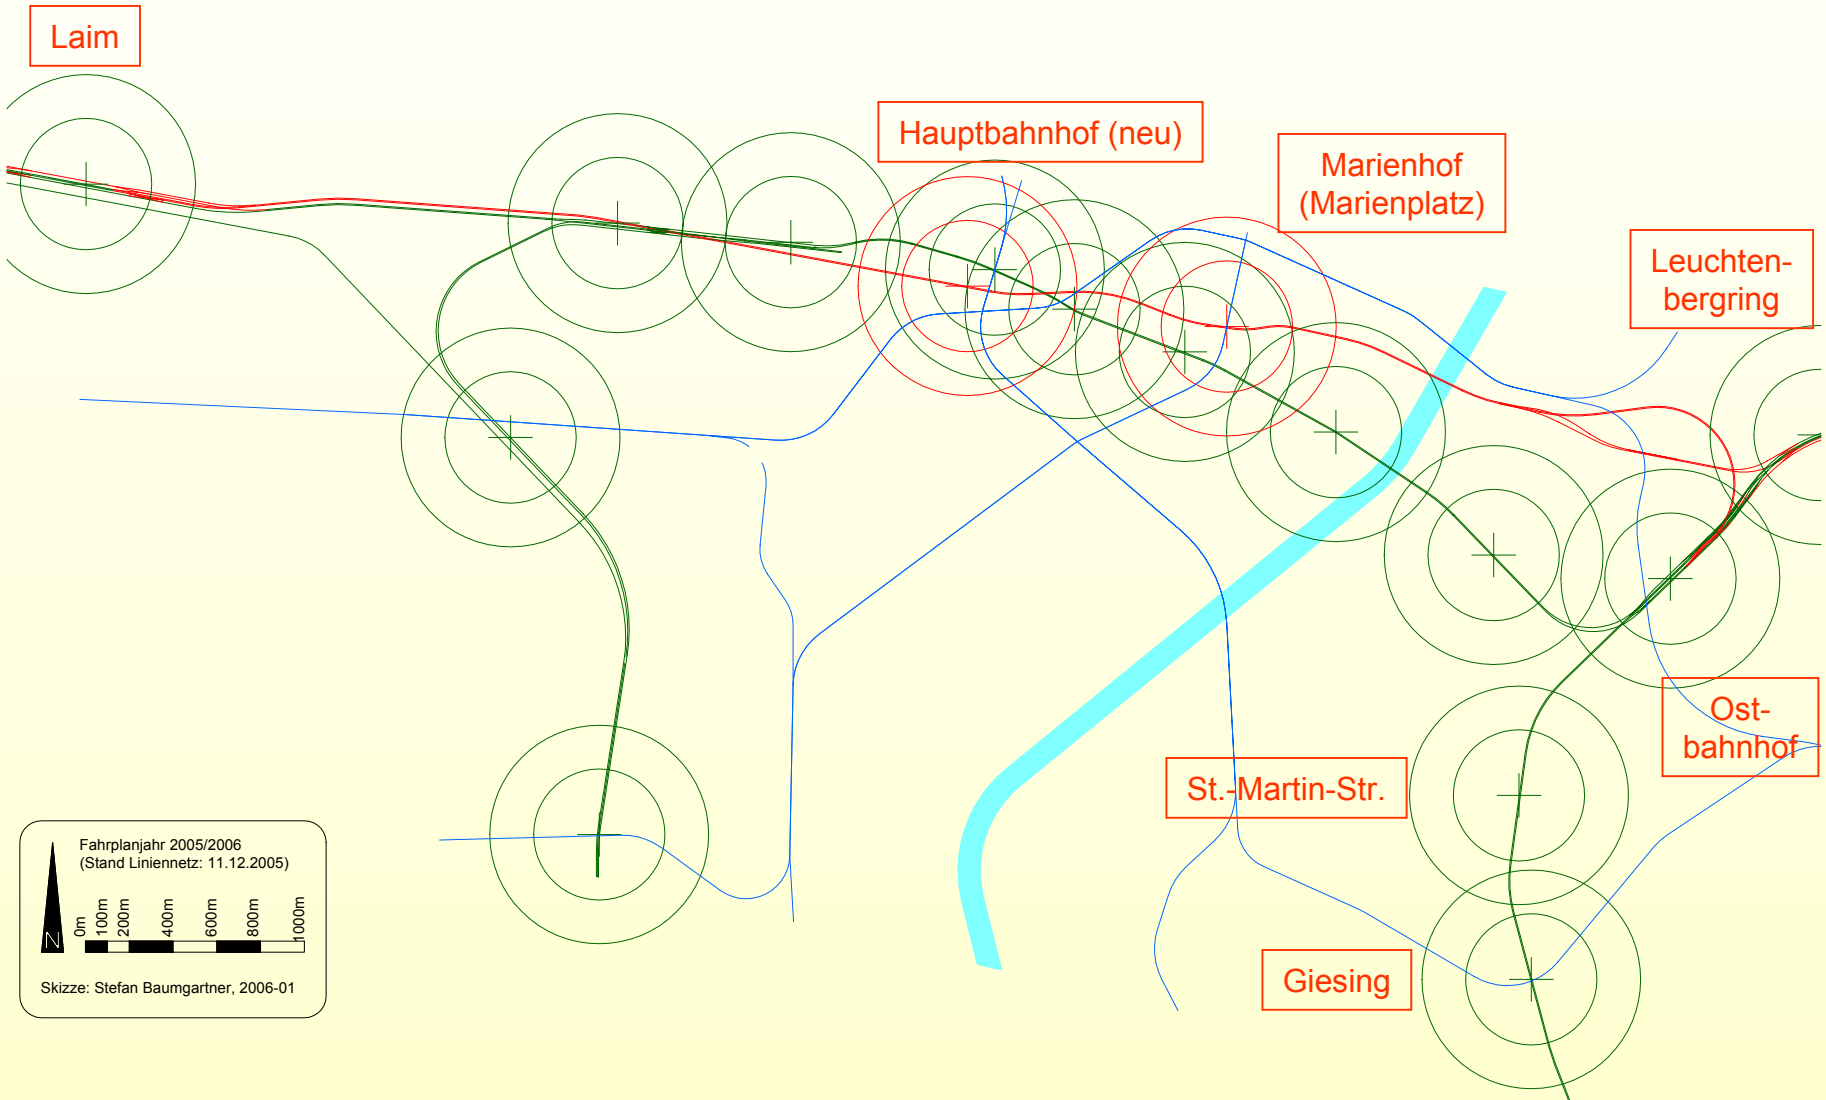 Laim
Hauptbahnhof (neu)
Marienhof
(Marienplatz)
Leuchten-
bergring
Ost-
bahnhof
St.-Martin-Str.
Giesing
Fahrplanjahr 2005/2006
(Stand Liniennetz: 11.12.2005)
0m
100m
200m
400m
600m
800m
1000m
N
Skizze: Stefan Baumgartner, 2006-01